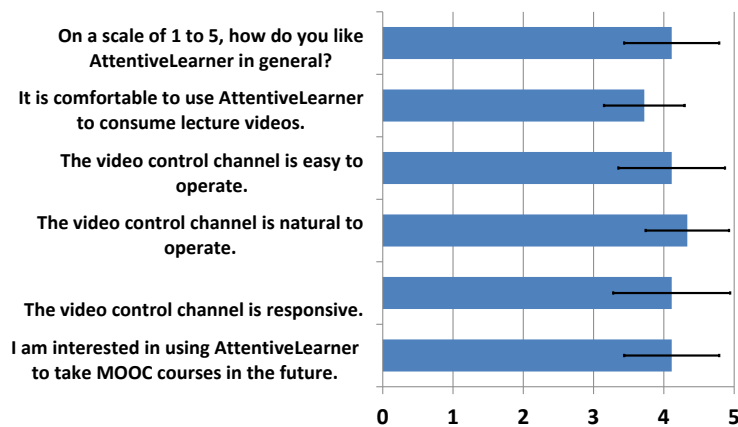 On a scale of 1 to 5, how do you like
AttentiveLearner in general?
It is comfortable to use AttentiveLearner
to consume lecture videos.
The video control channel is easy to
operate.
The video control channel is natural to
operate.
The video control channel is responsive.
I am interested in using AttentiveLearner
to take MOOC courses in the future.
0 1 2 3 4 5